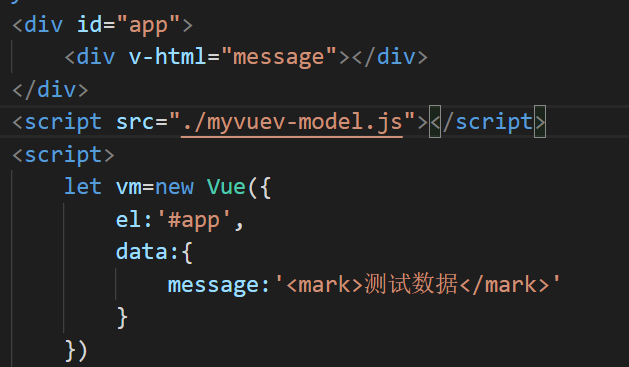 <div id="app">
    <div v-html="message"></div>
</div>
<script src="./myvuev-model.js"></script>
<script>
    let vm=new Vue({
        el:'#app',
        data:{
            message:'<mark>测试数据</mark>'
        }
    })